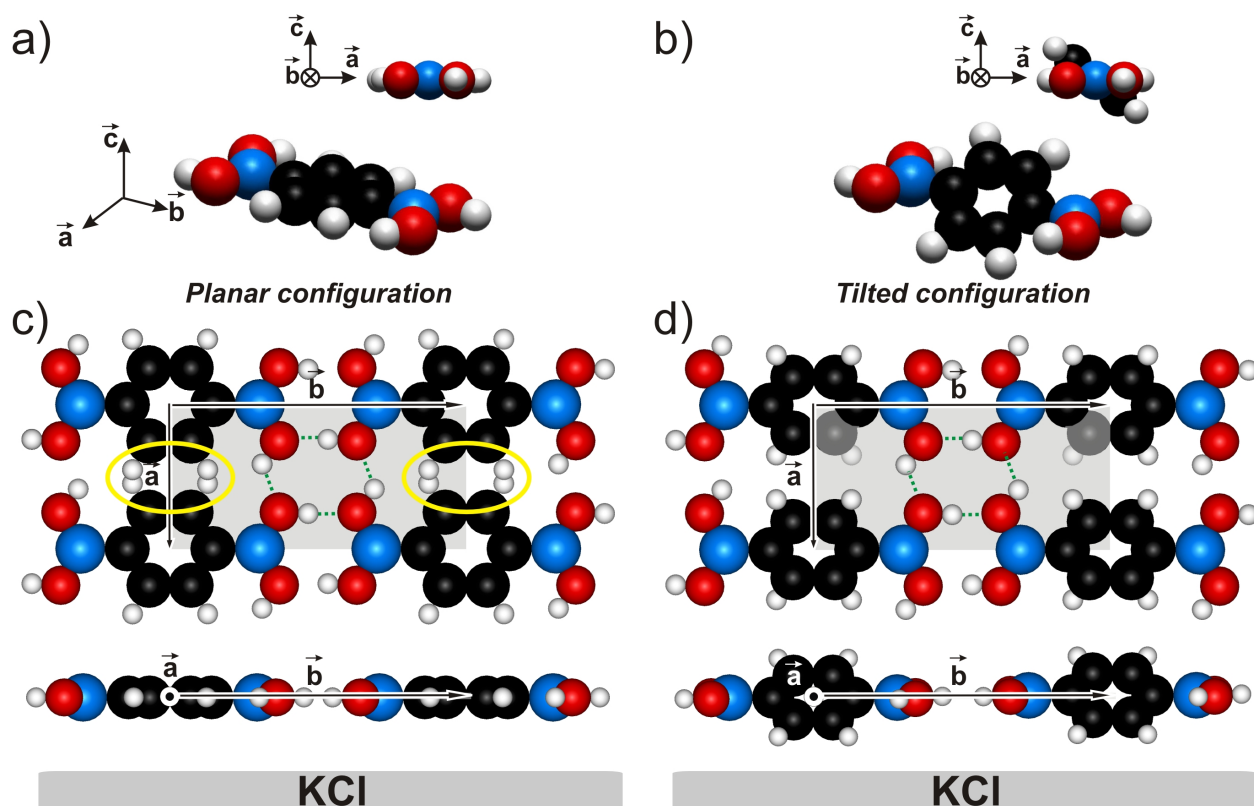 a)
c⃗
b⃗ a⃗
c⃗
b⃗
a⃗
Planar configuration
b)
c⃗
b⃗ a⃗
Tilted configuration
c)
b⃗
a⃗
a⃗ b⃗
KCl
d)
b⃗
a⃗
a⃗ b⃗
KCl